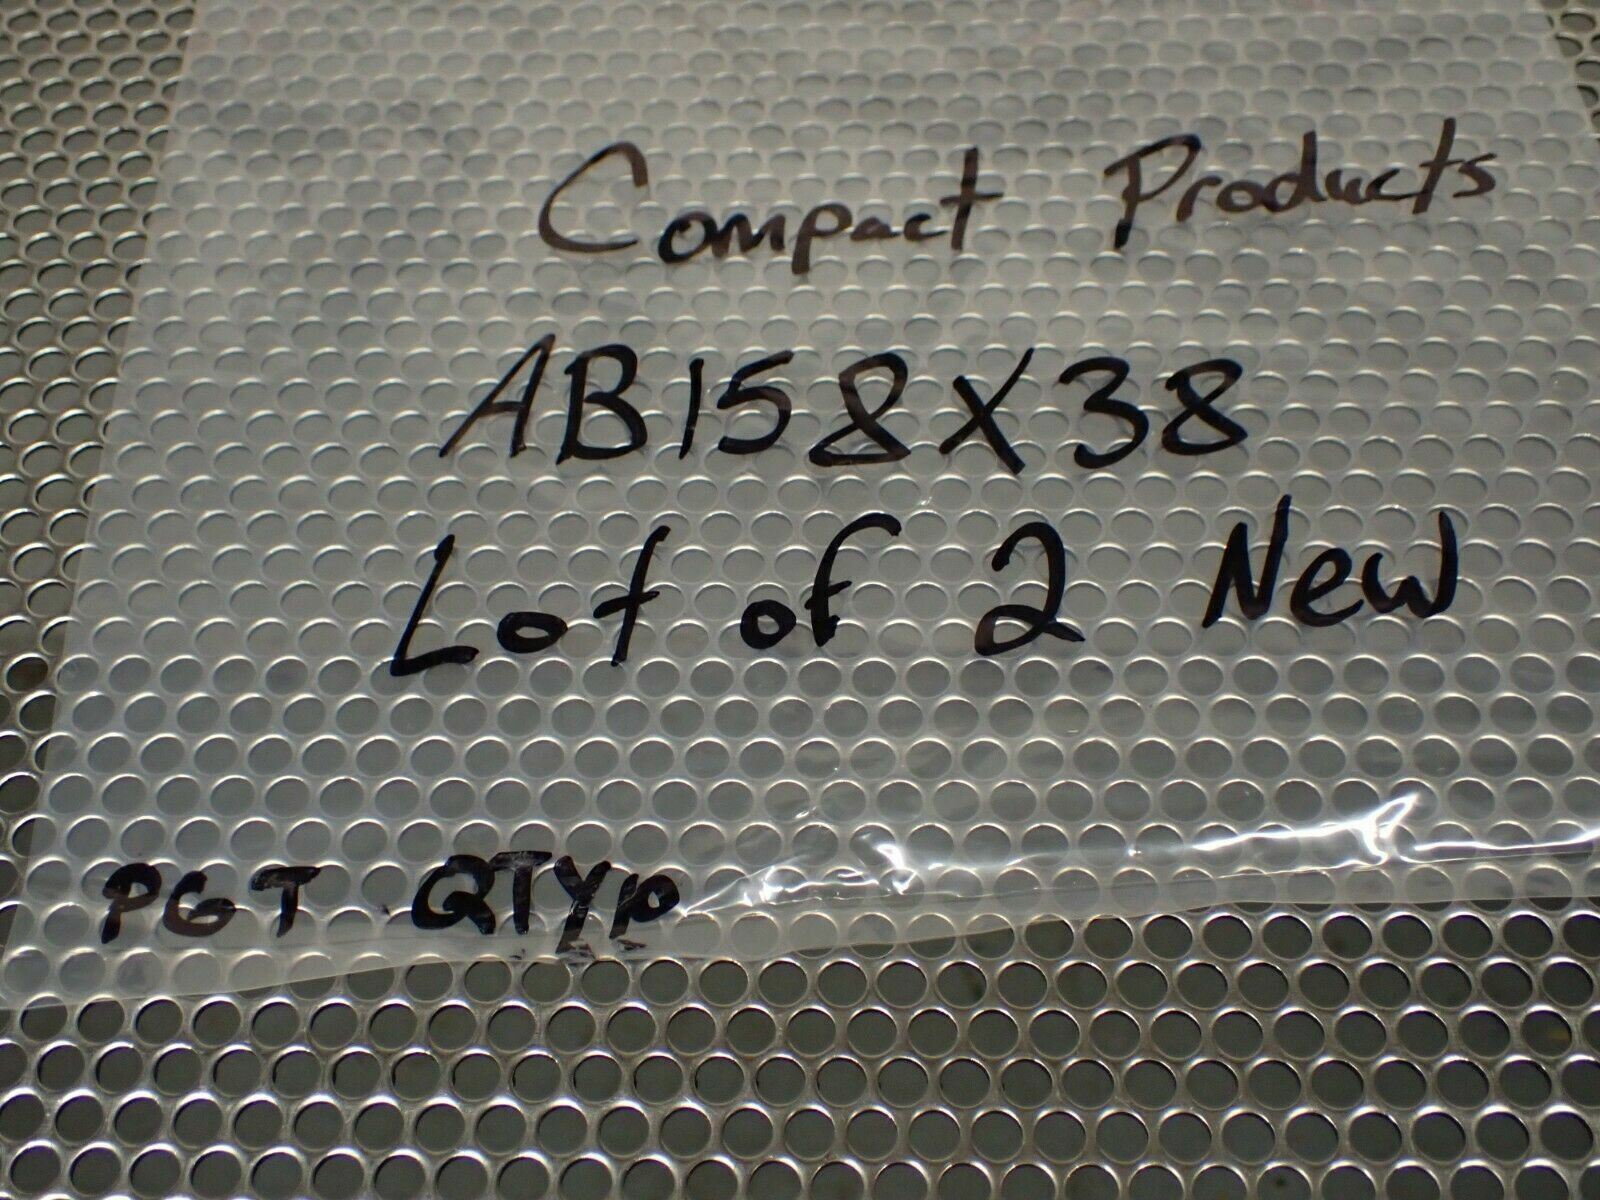 Compact Products
AB158X38
Lot of 2 New
PGT QTY10